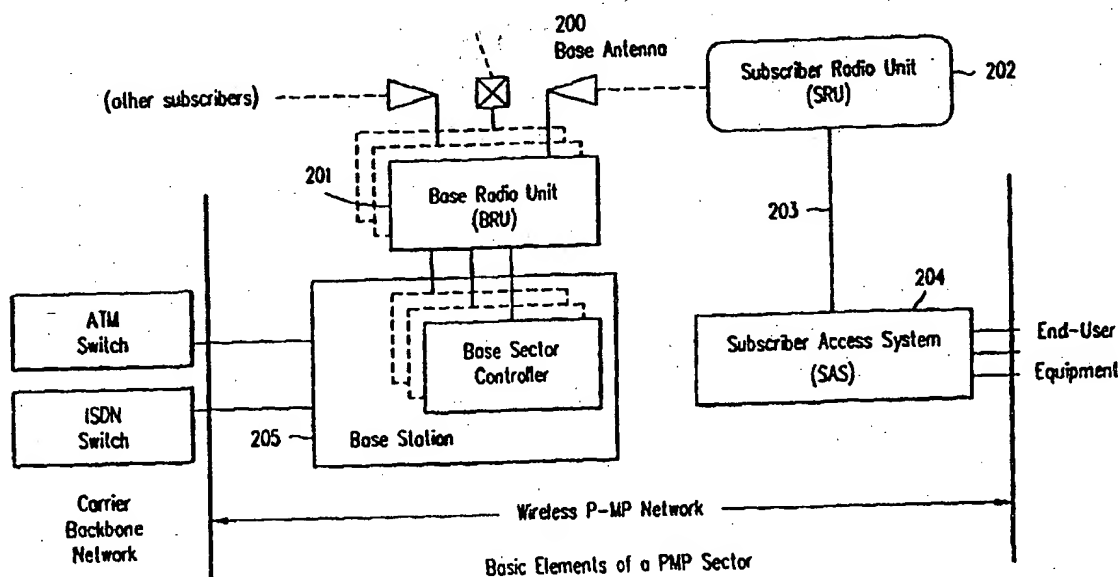 200
Base Antenna
(other subscribers)
Subscriber Radio Unit
(SRU)
202
201
Base Radio Unit
(BRU)
203
204
ATM
Switch
Base Sector
Controller
Subscriber Access System
(SAS)
End-User
Equipment
ISDN
Switch
205
Base Station
Carrier
Backbone
Network
Wireless P-MP Network
Basic Elements of a PMP Sector